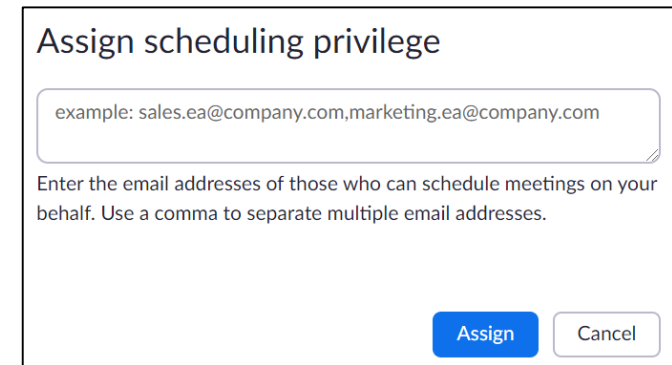 Assign scheduling privilege
example: sales.ea@company.com,marketing.ea@company.com
Enter the email addresses of those who can schedule meetings on your
behalf. Use a comma to separate multiple email addresses.
Assign Cancel